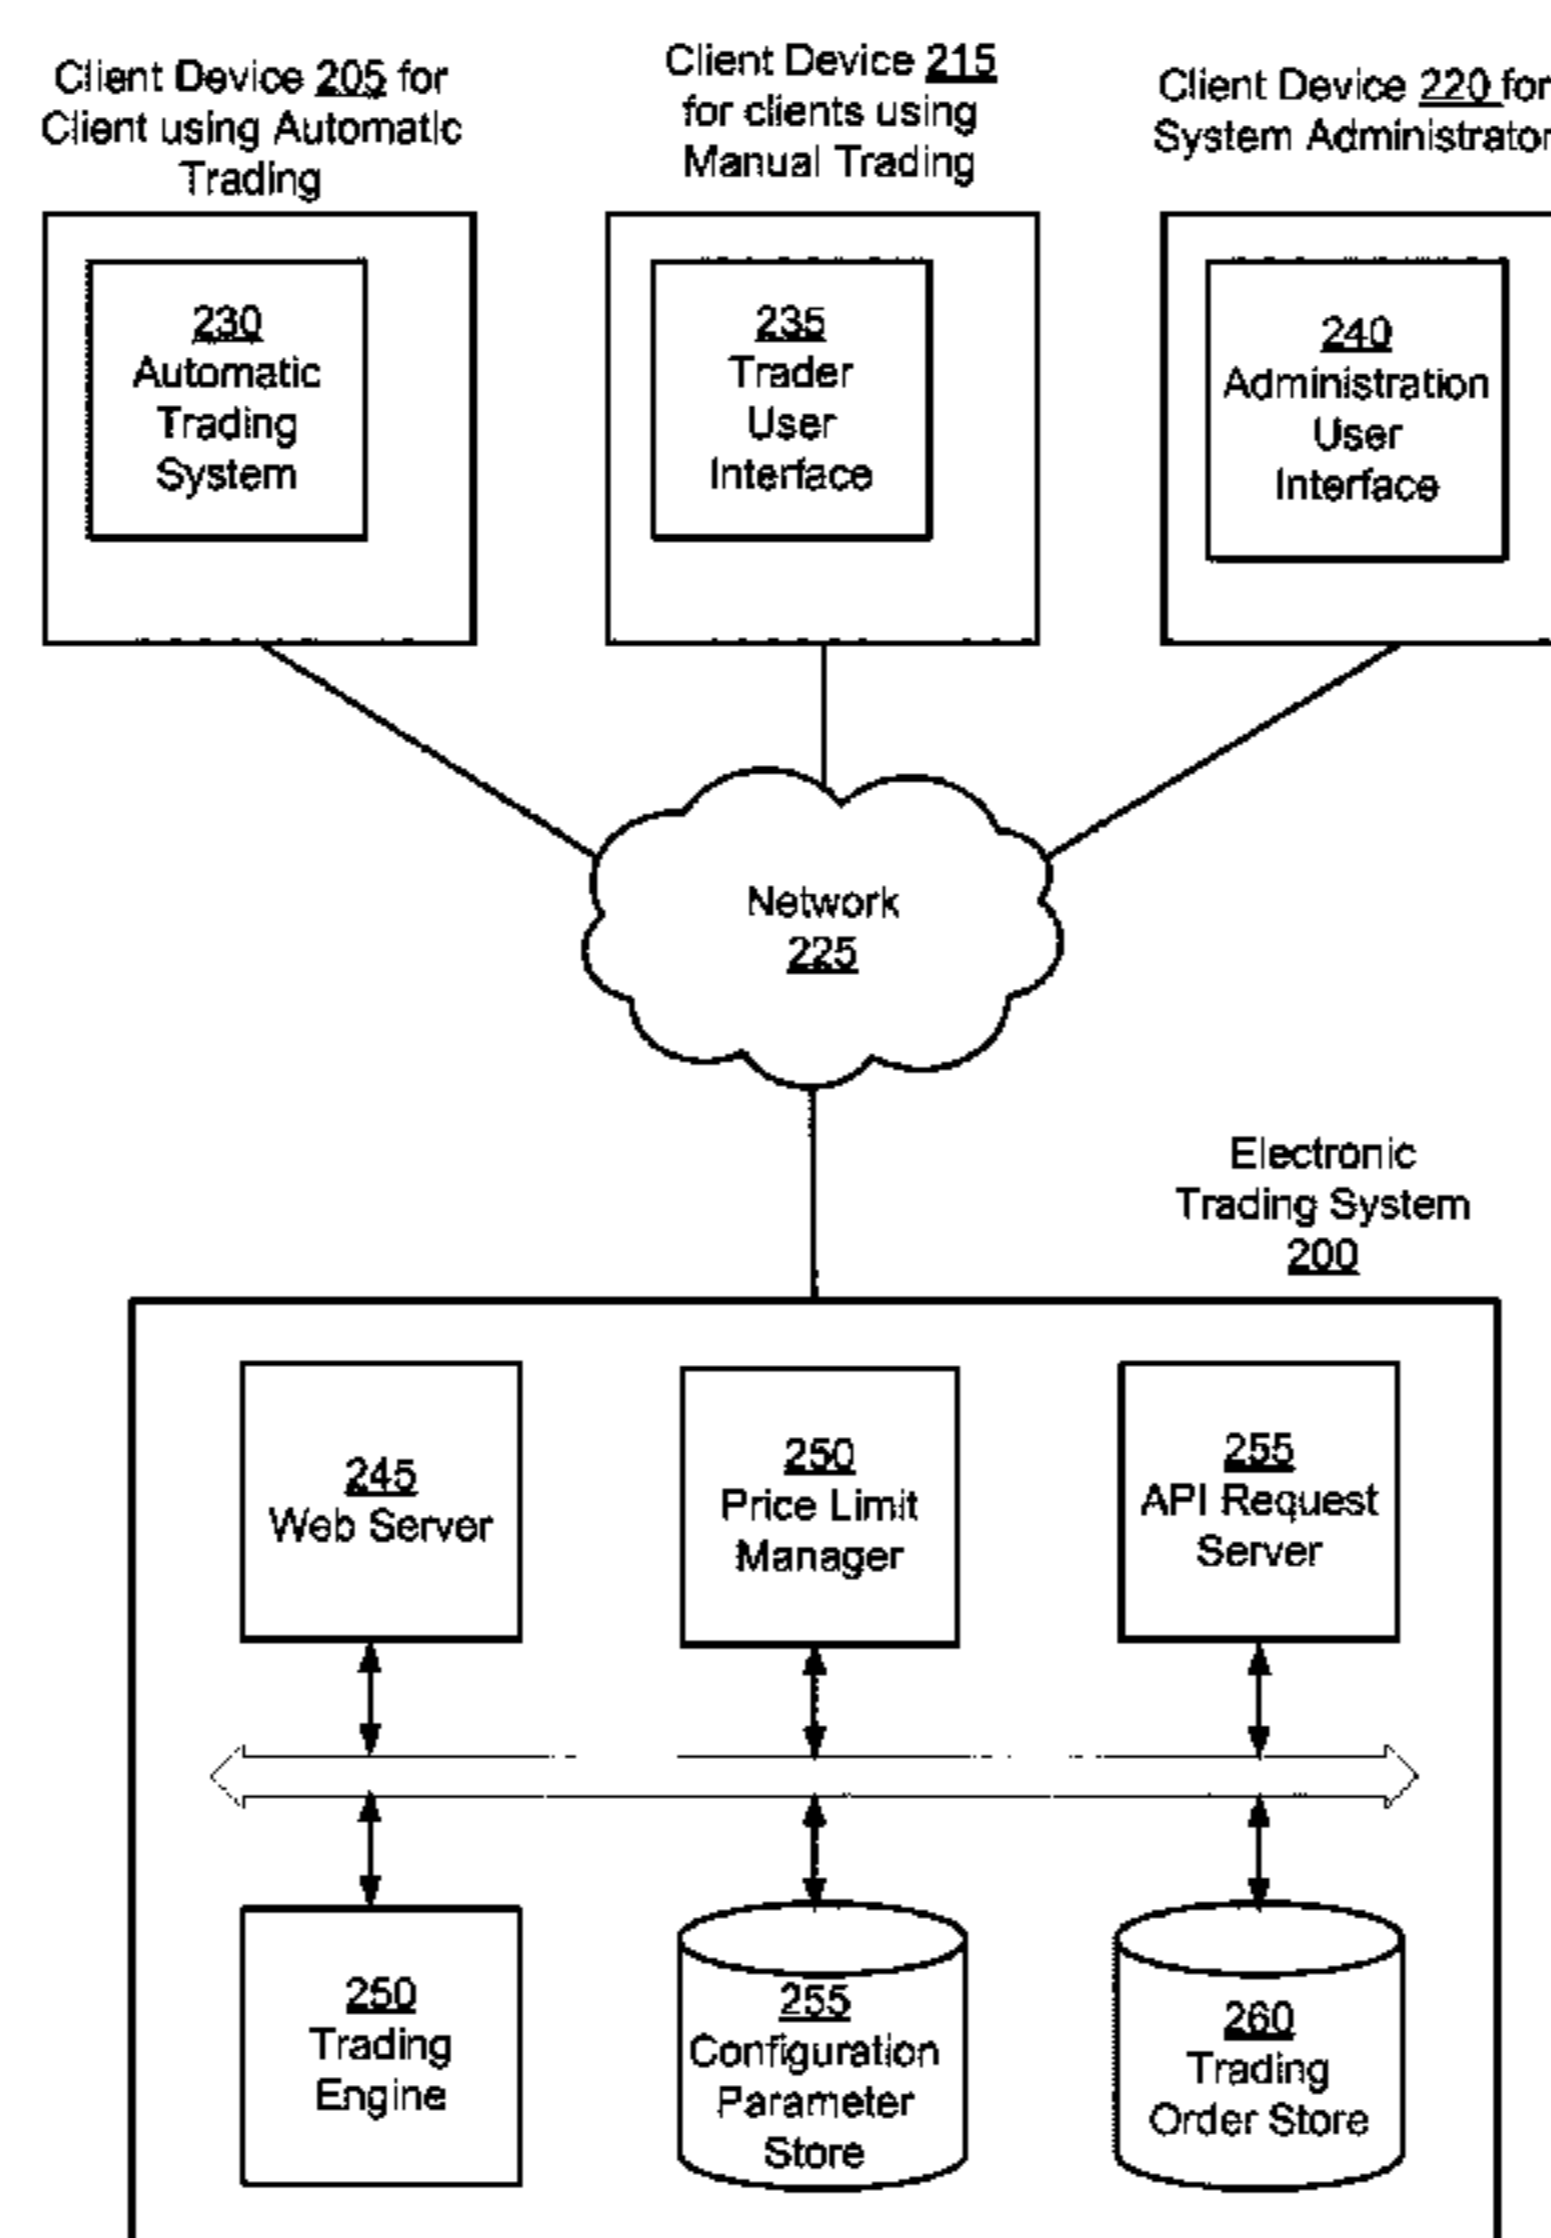 Client Device 205 for
Client using Automatic
Trading
Client Device 215
for clients using
Manual Trading
Client Device 220 for
System Administrator
230
Automatic
Trading
System
235
Trader
User
Interface
240
Administration
User
Interface
Network
225
Electronic
Trading System
200
245
Web Server
250
Price Limit
Manager
255
API Request
Server
250
Trading
Engine
255
Configuration
Parameter
Store
260
Trading
Order Store